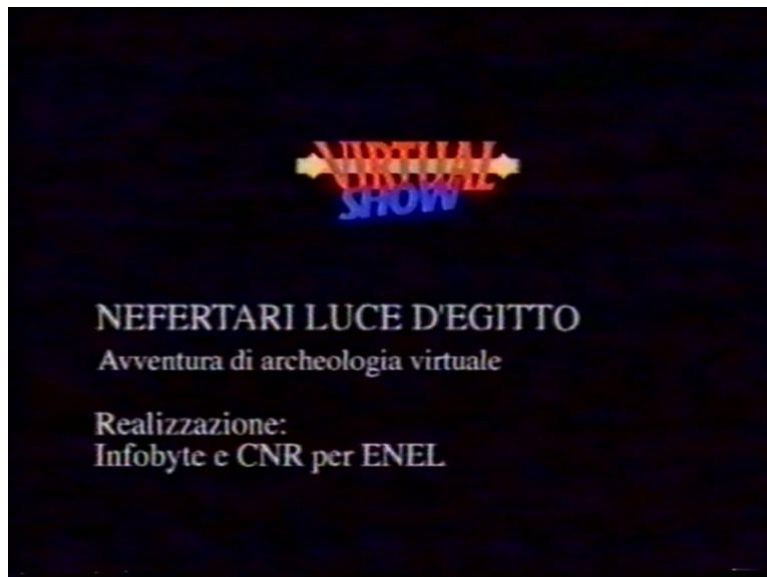 VIRTUAL
SHOW
NEFERTARI LUCE D'EGITTO
Avventura di archeologia virtuale
Realizzazione:
Infobyte e CNR per ENEL